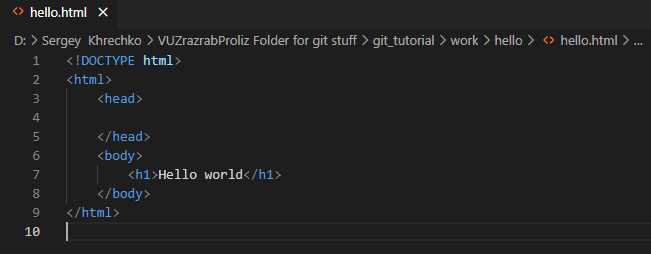 <> hello.html ×
D: > Sergey Khrechko > VUZrazrabProliz Folder for git stuff > git_tutorial > work > hello > <> hello.html > ...
1 <!DOCTYPE html>
2 <html>
3     <head>
4
5     </head>
6     <body>
7         <h1>Hello world</h1>
8     </body>
9 </html>
10